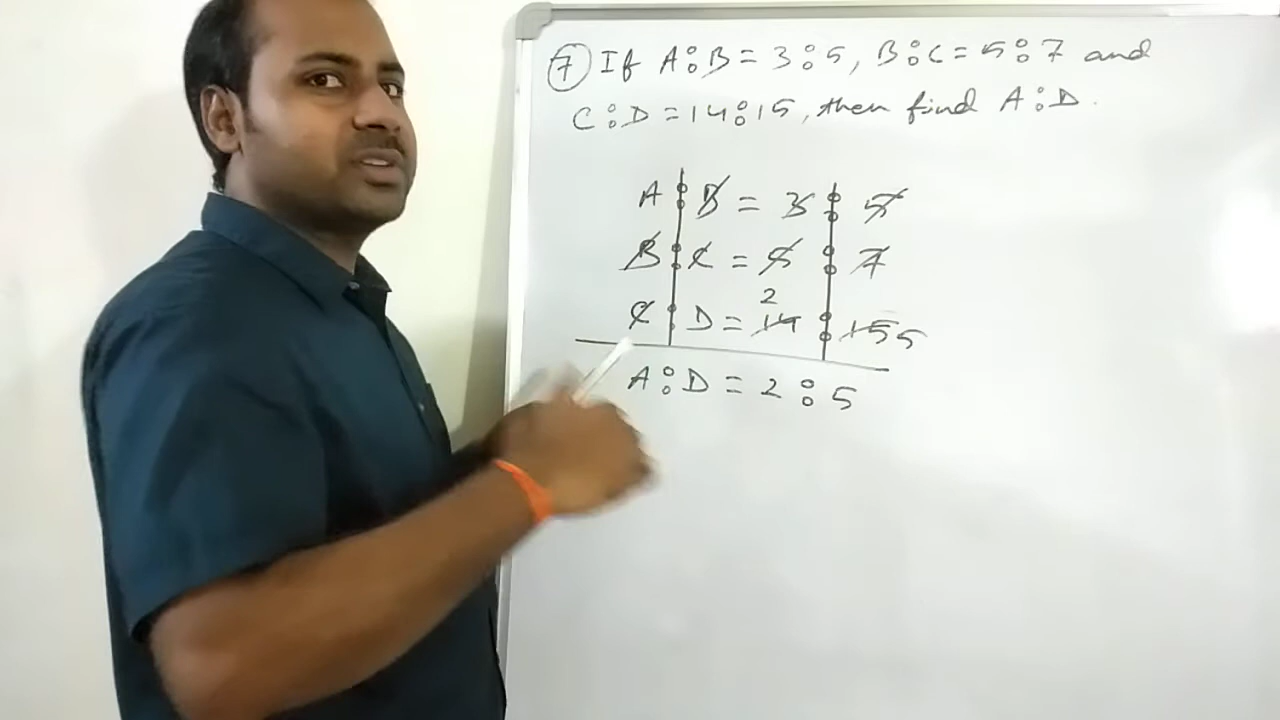 7 If A:B = 3:5, B:C = 5:7 and
C:D = 14:15, then find A:D.
A : B = 3 : 5
B : C = 5 : 7
2
C : D = 14 : 15 5
A:D = 2:5